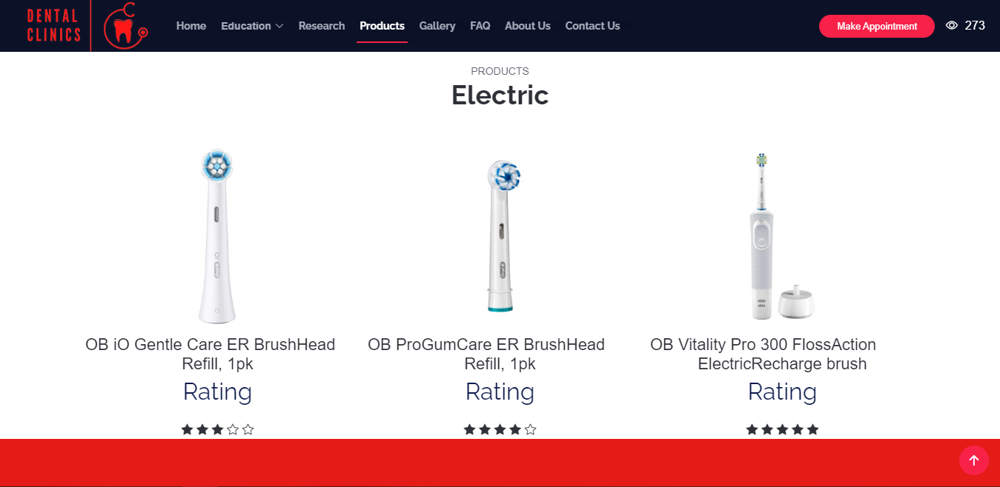 DENTAL
CLINICS
Home Education Research Products Gallery FAQ About Us Contact Us Make Appointment 273
PRODUCTS
Electric
OB iO Gentle Care ER BrushHead
Refill, 1pk
Rating
OB ProGumCare ER BrushHead
Refill, 1pk
Rating
OB Vitality Pro 300 FlossAction
ElectricRecharge brush
Rating